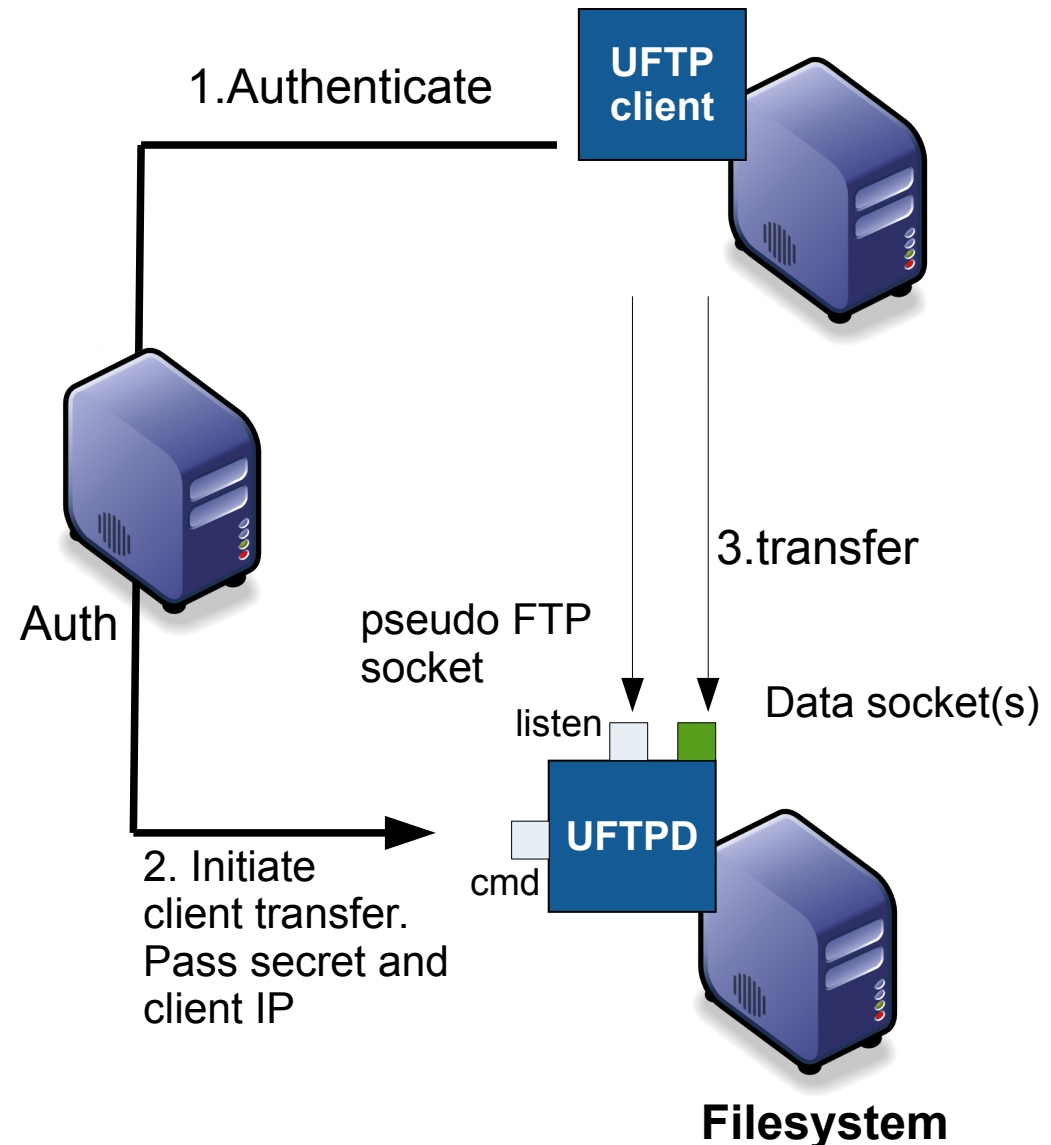 UFTP
client
1.Authenticate
3.transfer
Auth
pseudo FTP
socket
Data socket(s)
listen
UFTPD
cmd
2. Initiate
client transfer.
Pass secret and
client IP
Filesystem